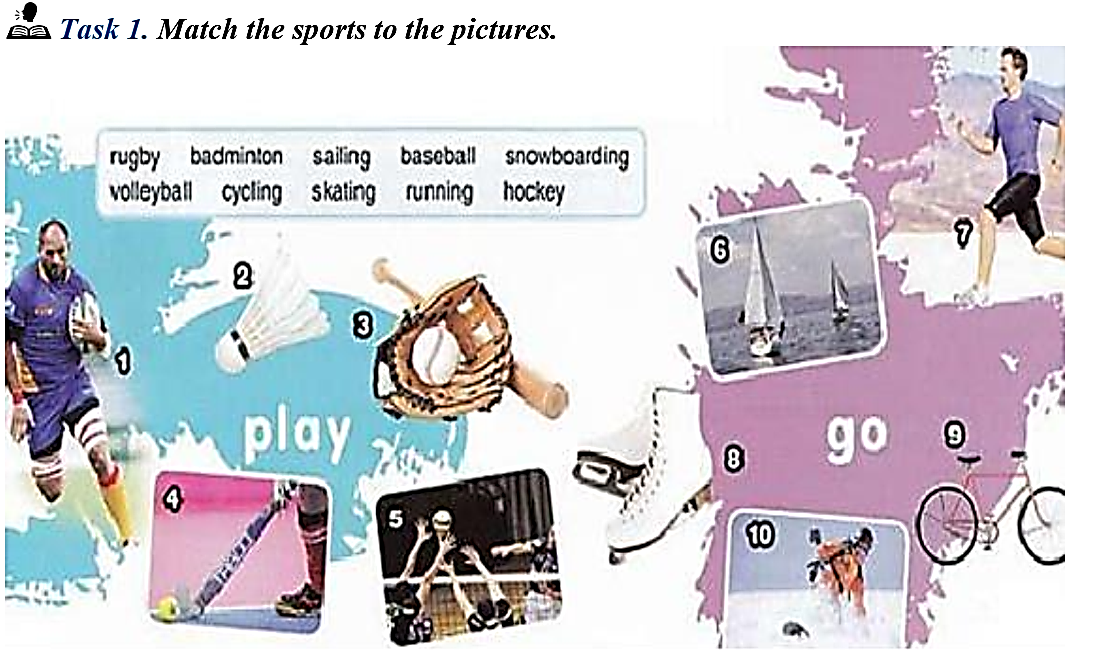 Task 1. Match the sports to the pictures.
rugby badminton sailing baseball snowboarding
volleyball cycling skating running hockey
1
2
3
play
4
5
6
7
8
go
9
10